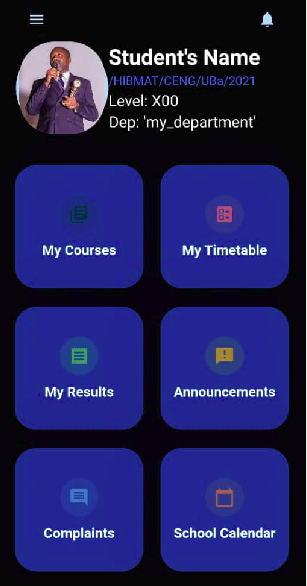 Student's Name
/HIBMAT/CENG/UBa/2021
Level: X00
Dep: 'my_department'
My Courses
My Timetable
My Results
Announcements
Complaints
School Calendar